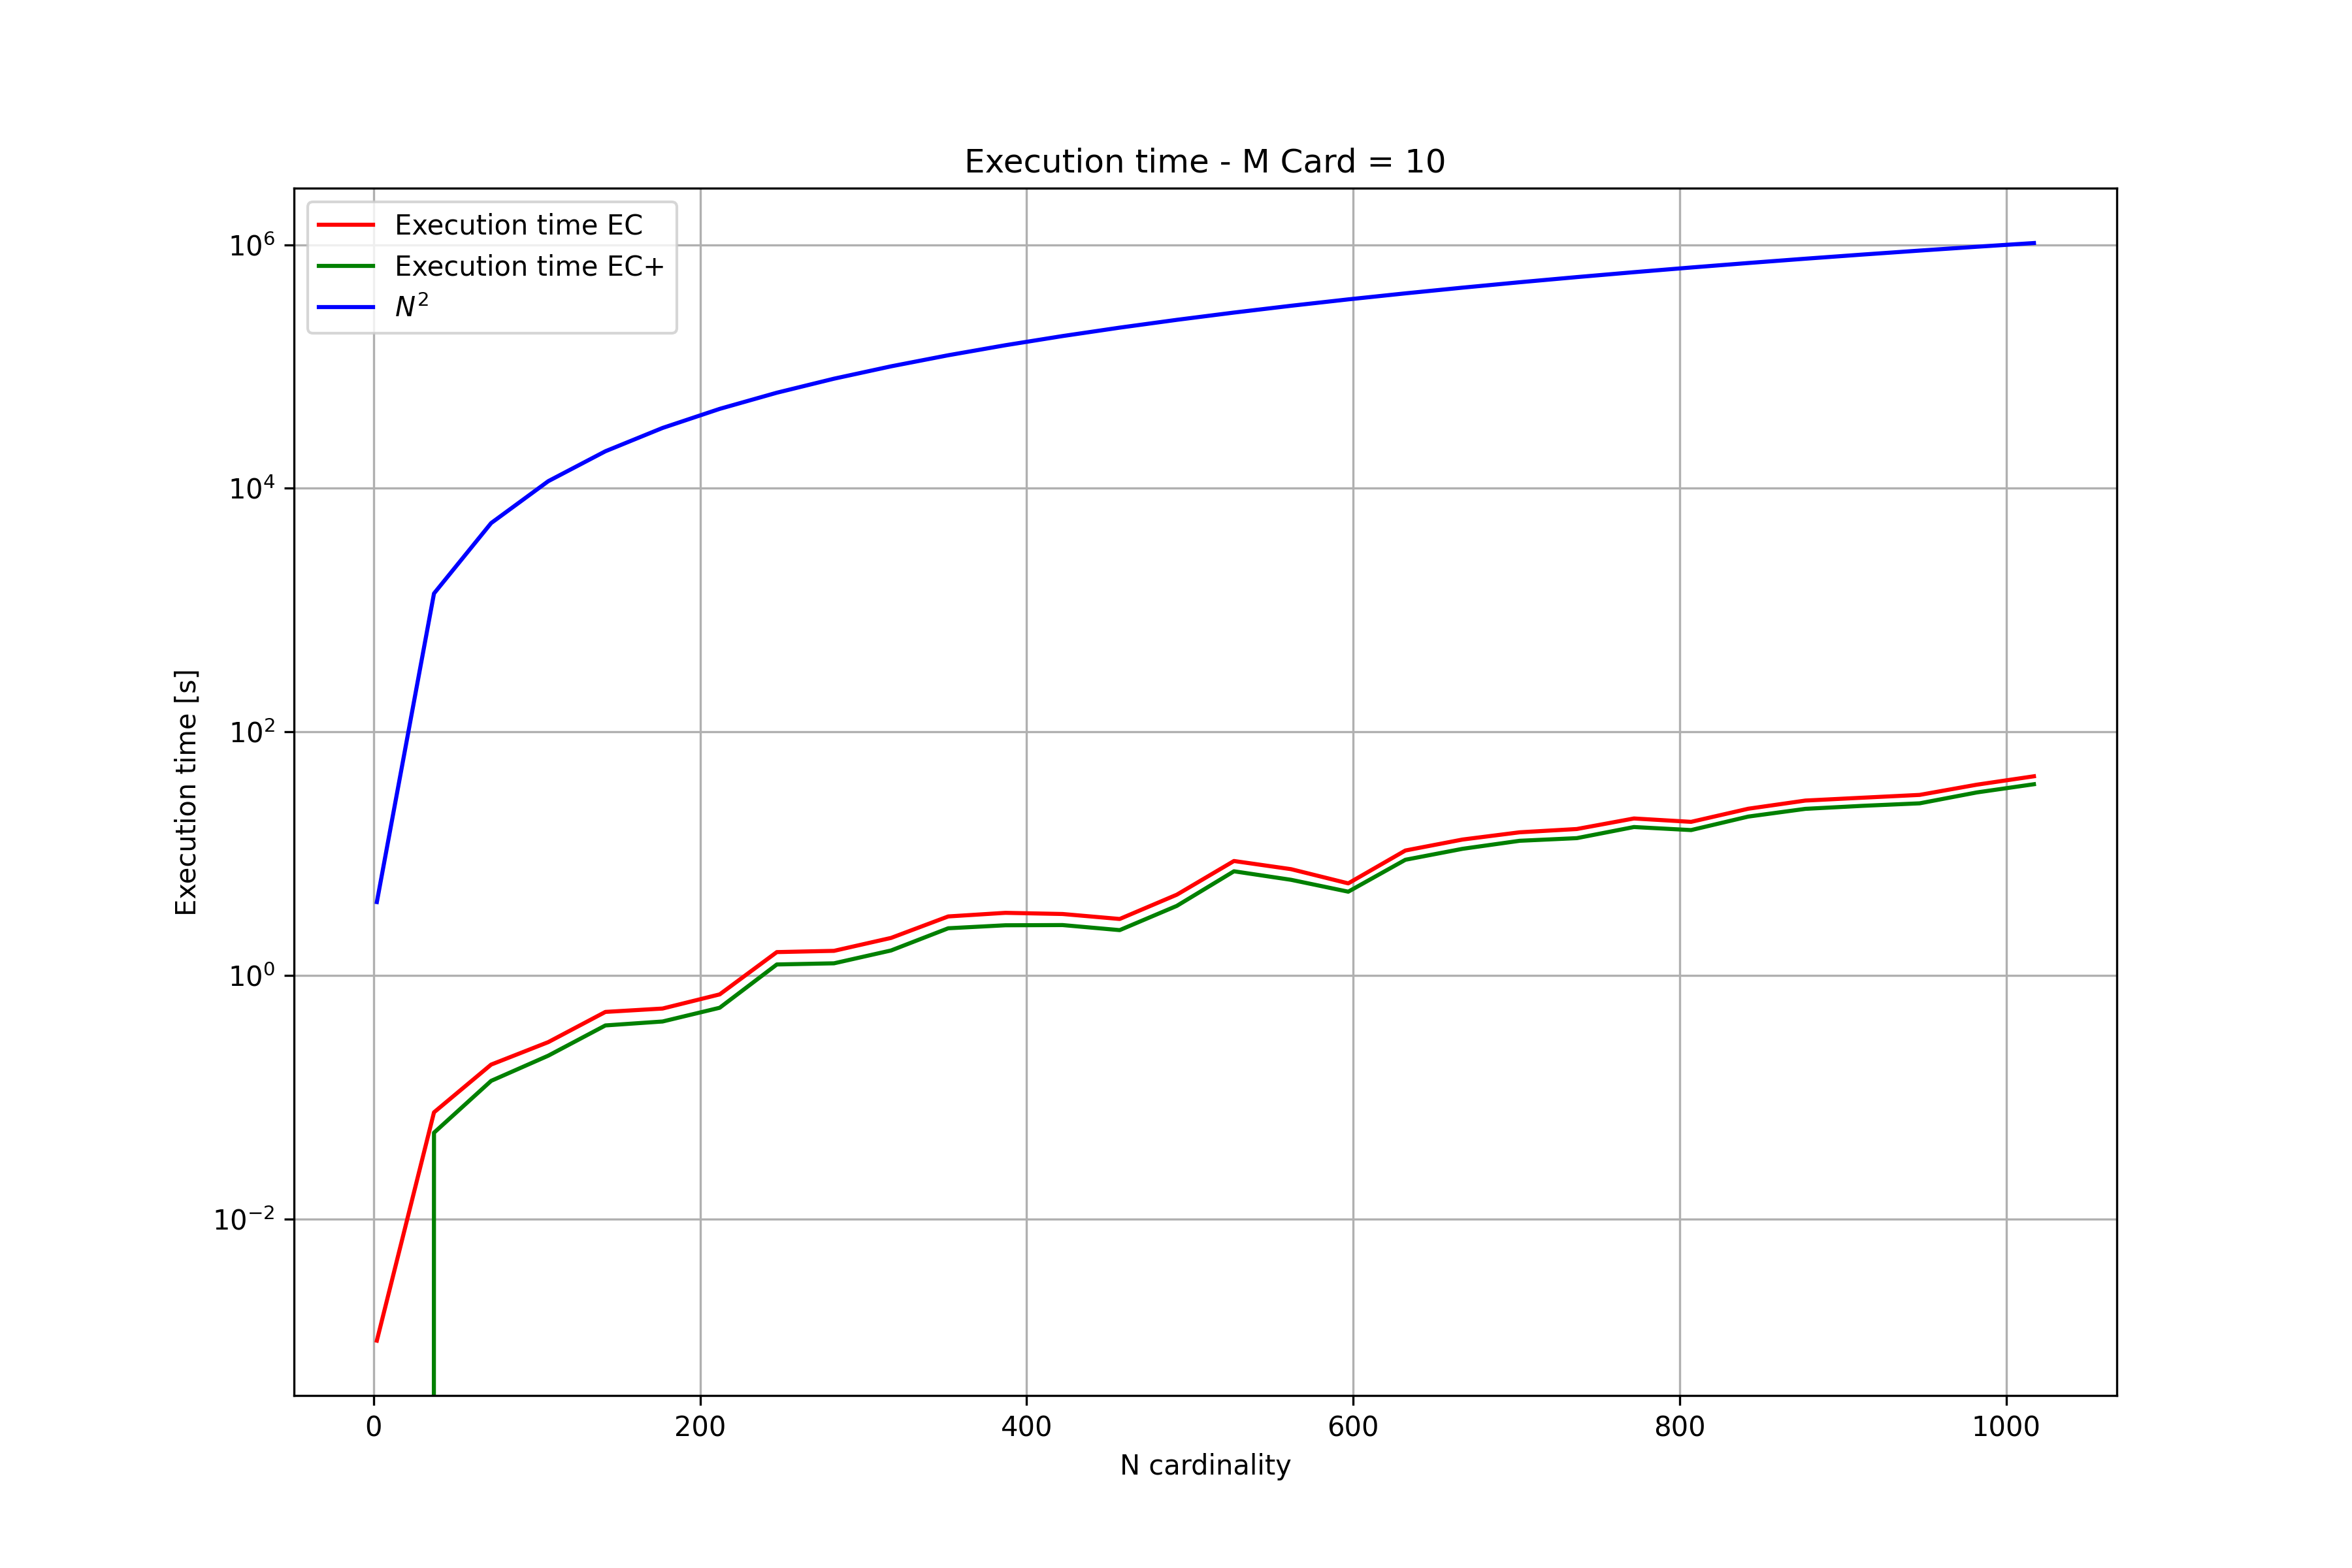 Execution time - M Card = 10
Execution time EC
Execution time EC+
N²
10⁶
10⁴
10²
10⁰
10⁻²
Execution time [s]
0 200 400 600 800 1000
N cardinality